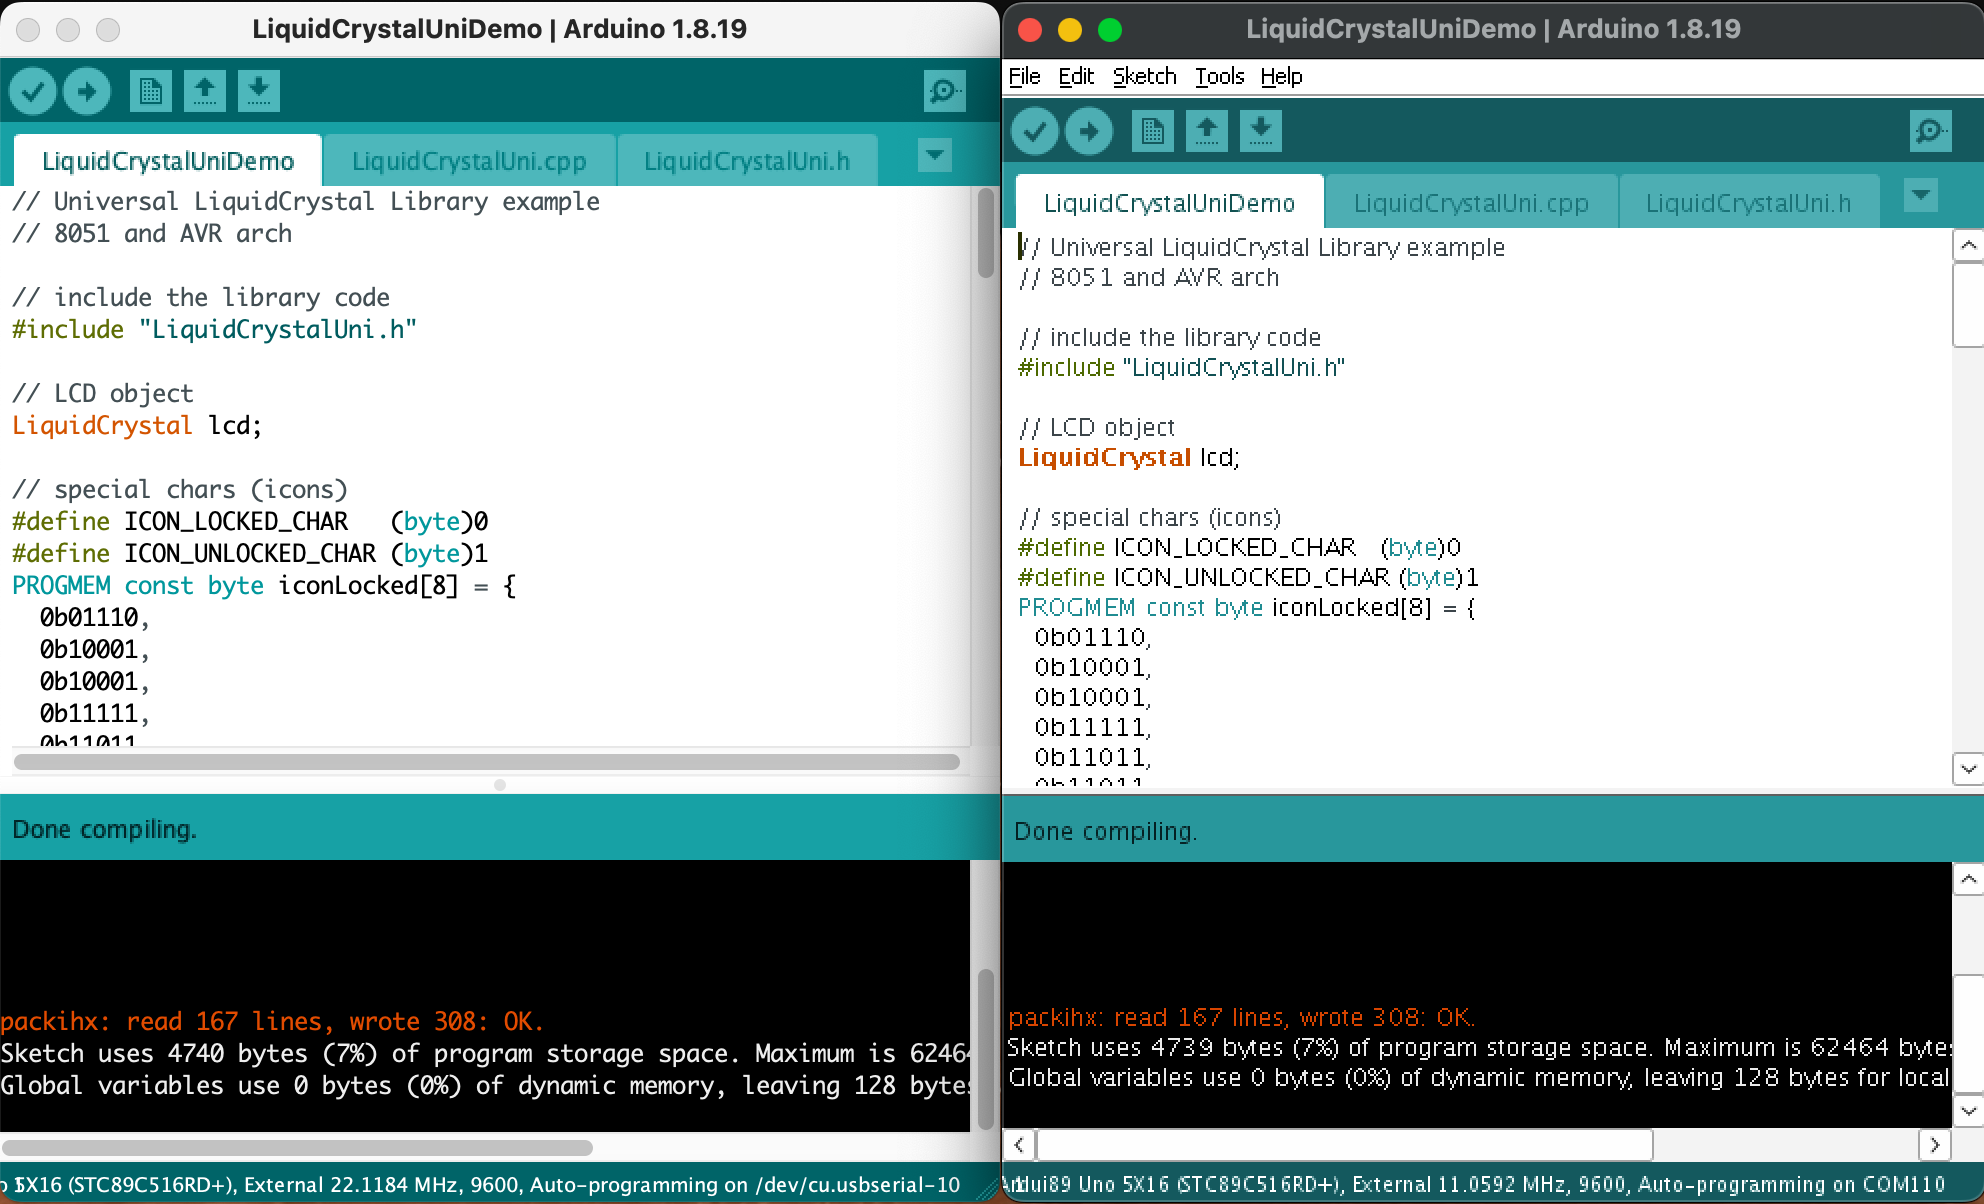 LiquidCrystalUniDemo | Arduino 1.8.19
LiquidCrystalUniDemo LiquidCrystalUni.cpp LiquidCrystalUni.h
// Universal LiquidCrystal Library example
// 8051 and AVR arch
// include the library code
#include "LiquidCrystalUni.h"
// LCD object
LiquidCrystal lcd;
// special chars (icons)
#define ICON_LOCKED_CHAR   (byte)0
#define ICON_UNLOCKED_CHAR (byte)1
PROGMEM const byte iconLocked[8] = {
  0b01110,
  0b10001,
  0b10001,
  0b11111,
  0b11011
Done compiling.
packihx: read 167 lines, wrote 308: OK.
Sketch uses 4740 bytes (7%) of program storage space. Maximum is 62464
Global variables use 0 bytes (0%) of dynamic memory, leaving 128 bytes
5X16 (STC89C516RD+), External 22.1184 MHz, 9600, Auto-programming on /dev/cu.usbserial-10
LiquidCrystalUniDemo | Arduino 1.8.19
File Edit Sketch Tools Help
LiquidCrystalUniDemo LiquidCrystalUni.cpp LiquidCrystalUni.h
// Universal LiquidCrystal Library example
// 8051 and AVR arch
// include the library code
#include "LiquidCrystalUni.h"
// LCD object
LiquidCrystal lcd;
// special chars (icons)
#define ICON_LOCKED_CHAR   (byte)0
#define ICON_UNLOCKED_CHAR (byte)1
PROGMEM const byte iconLocked[8] = {
  0b01110,
  0b10001,
  0b10001,
  0b11111,
  0b11011,
  0b11011
Done compiling.
packihx: read 167 lines, wrote 308: OK.
Sketch uses 4739 bytes (7%) of program storage space. Maximum is 62464 bytes
Global variables use 0 bytes (0%) of dynamic memory, leaving 128 bytes for local
Uno 5X16 (STC89C516RD+), External 11.0592 MHz, 9600, Auto-programming on COM110